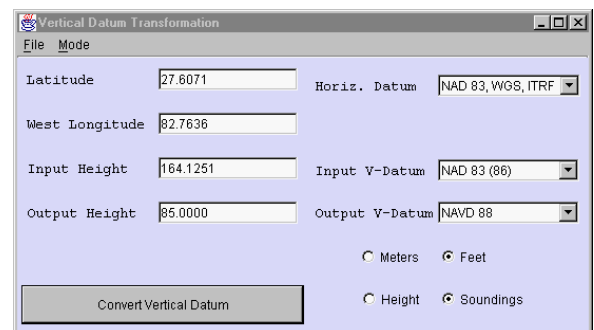 Vertical Datum Transformation
File Mode
Latitude 27.6071 Horiz. Datum NAD 83, WGS, ITRF
West Longitude 82.7636
Input Height 164.1251 Input V-Datum NAD 83 (86)
Output Height 85.0000 Output V-Datum NAVD 88
Meters Feet
Convert Vertical Datum Height Soundings